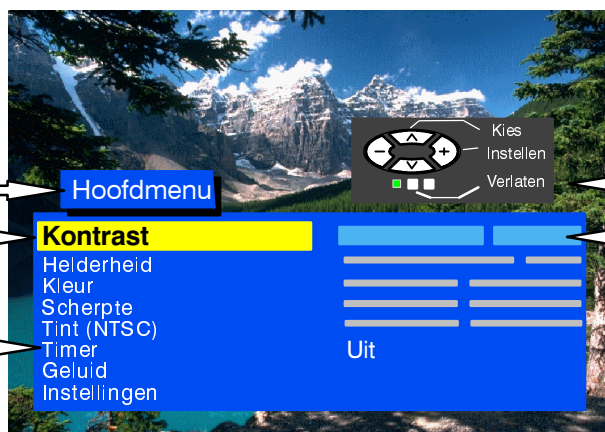 Kies
Instellen
Verlaten
Hoofdmenu
Kontrast
Helderheid
Kleur
Scherpte
Tint (NTSC)
Timer Uit
Geluid
Instellingen